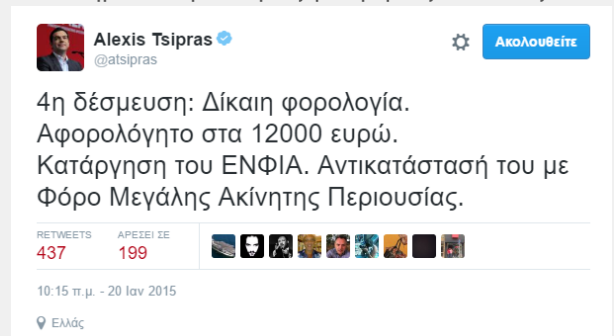 Alexis Tsipras
@atsipras
Ακολουθείτε
4η δέσμευση: Δίκαιη φορολογία.
Αφορολόγητο στα 12000 ευρώ.
Κατάργηση του ΕΝΦΙΑ. Αντικατάστασή του με
Φόρο Μεγάλης Ακίνητης Περιουσίας.
RETWEETS ΑΡΕΣΕΙ ΣΕ
437 199
10:15 π.μ. - 20 Ιαν 2015
Ελλάς